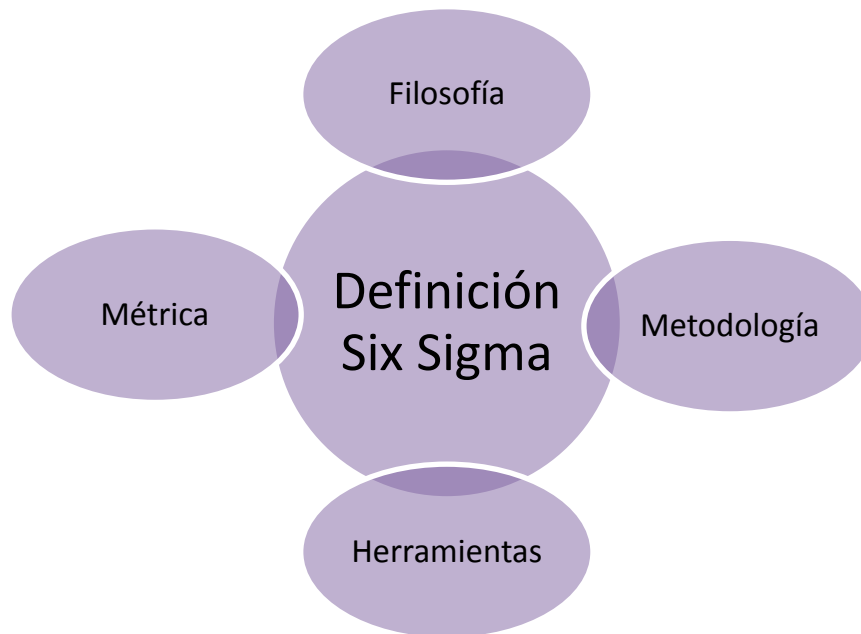 Filosofía
Definición
Six Sigma
Métrica
Metodología
Herramientas